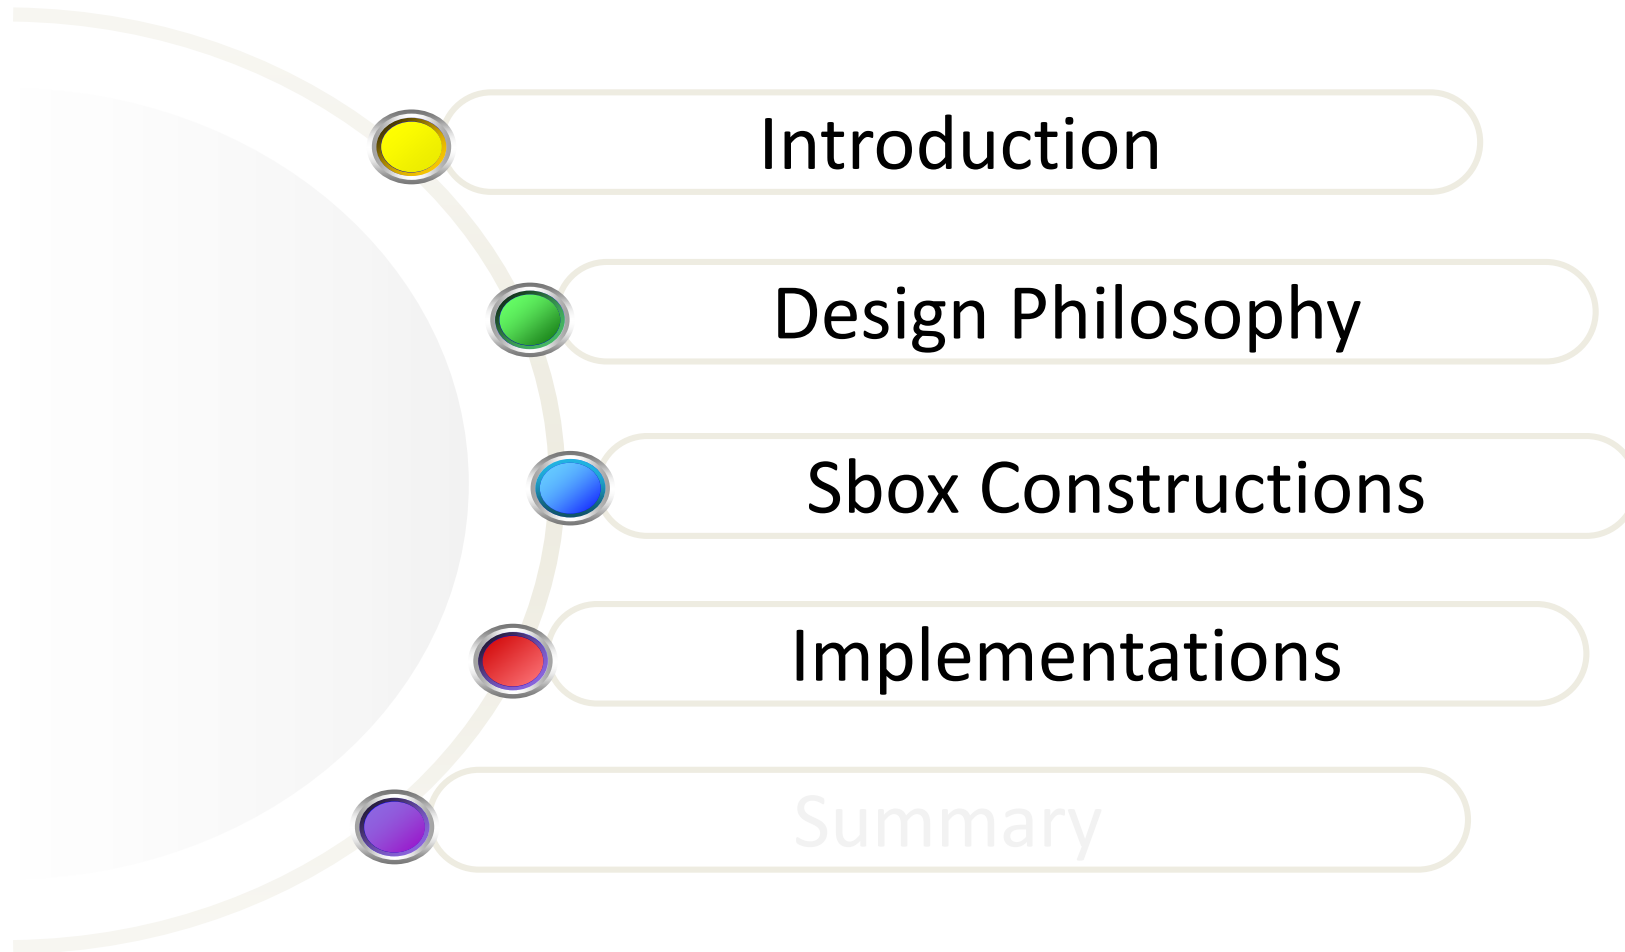 Introduction
Design Philosophy
Sbox Constructions
Implementations
Summary